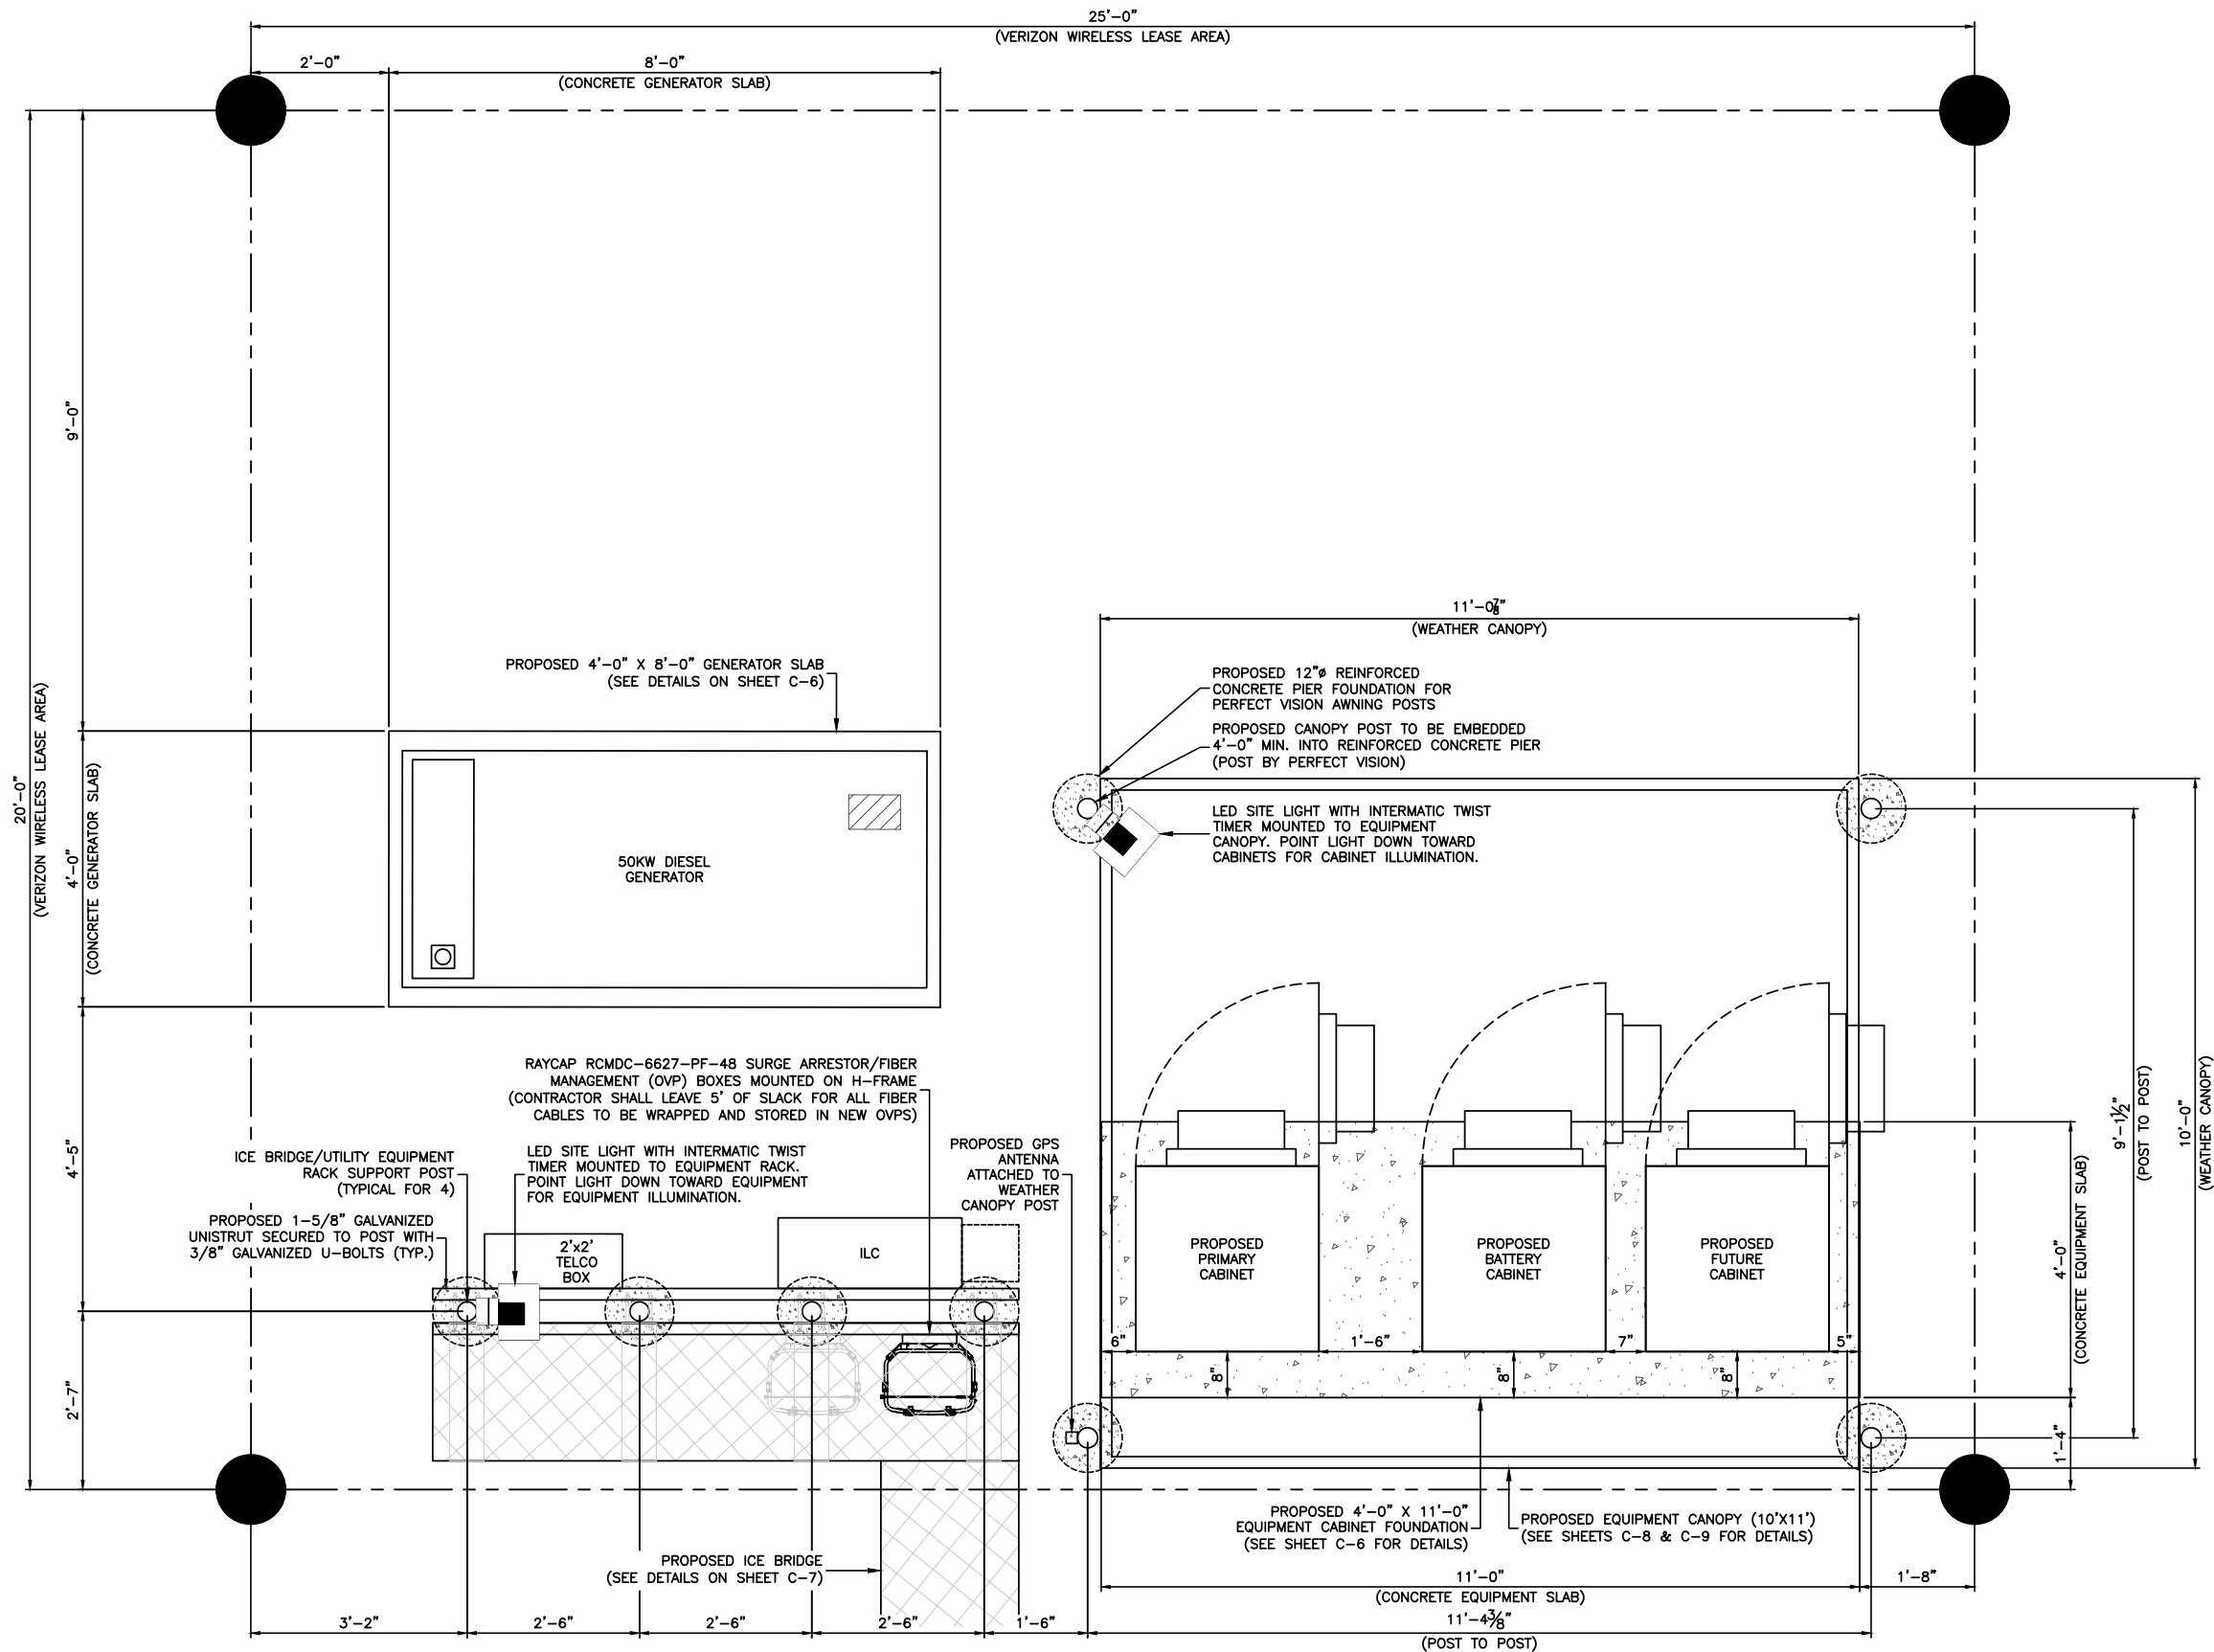 25'-0"
(VERIZON WIRELESS LEASE AREA)
2'-0"
8'-0"
(CONCRETE GENERATOR SLAB)
9'-0"
20'-0"
(VERIZON WIRELESS LEASE AREA)
4'-0"
(CONCRETE GENERATOR SLAB)
4'-5"
2'-7"
PROPOSED 4'-0" X 8'-0" GENERATOR SLAB
(SEE DETAILS ON SHEET C-6)
50KW DIESEL
GENERATOR
11'-0⅞"
(WEATHER CANOPY)
PROPOSED 12"ø REINFORCED
CONCRETE PIER FOUNDATION FOR
PERFECT VISION AWNING POSTS
PROPOSED CANOPY POST TO BE EMBEDDED
4'-0" MIN. INTO REINFORCED CONCRETE PIER
(POST BY PERFECT VISION)
LED SITE LIGHT WITH INTERMATIC TWIST
TIMER MOUNTED TO EQUIPMENT
CANOPY. POINT LIGHT DOWN TOWARD
CABINETS FOR CABINET ILLUMINATION.
RAYCAP RCMDC-6627-PF-48 SURGE ARRESTOR/FIBER
MANAGEMENT (OVP) BOXES MOUNTED ON H-FRAME
(CONTRACTOR SHALL LEAVE 5' OF SLACK FOR ALL FIBER
CABLES TO BE WRAPPED AND STORED IN NEW OVPS)
ICE BRIDGE/UTILITY EQUIPMENT
RACK SUPPORT POST
(TYPICAL FOR 4)
LED SITE LIGHT WITH INTERMATIC TWIST
TIMER MOUNTED TO EQUIPMENT RACK.
POINT LIGHT DOWN TOWARD EQUIPMENT
FOR EQUIPMENT ILLUMINATION.
PROPOSED GPS
ANTENNA
ATTACHED TO
WEATHER
CANOPY POST
PROPOSED 1-5/8" GALVANIZED
UNISTRUT SECURED TO POST WITH
3/8" GALVANIZED U-BOLTS (TYP.)
2'x2'
TELCO
BOX
ILC
PROPOSED
PRIMARY
CABINET
PROPOSED
BATTERY
CABINET
PROPOSED
FUTURE
CABINET
6"
1'-6"
7"
5"
8"
8"
8"
4'-0"
(CONCRETE EQUIPMENT SLAB)
1'-4"
9'-1½"
(POST TO POST)
10'-0"
(WEATHER CANOPY)
PROPOSED 4'-0" X 11'-0"
EQUIPMENT CABINET FOUNDATION
(SEE SHEET C-6 FOR DETAILS)
PROPOSED EQUIPMENT CANOPY (10'X11')
(SEE SHEETS C-8 & C-9 FOR DETAILS)
PROPOSED ICE BRIDGE
(SEE DETAILS ON SHEET C-7)
11'-0"
(CONCRETE EQUIPMENT SLAB)
1'-8"
3'-2"
2'-6"
2'-6"
2'-6"
1'-6"
11'-4⅜"
(POST TO POST)